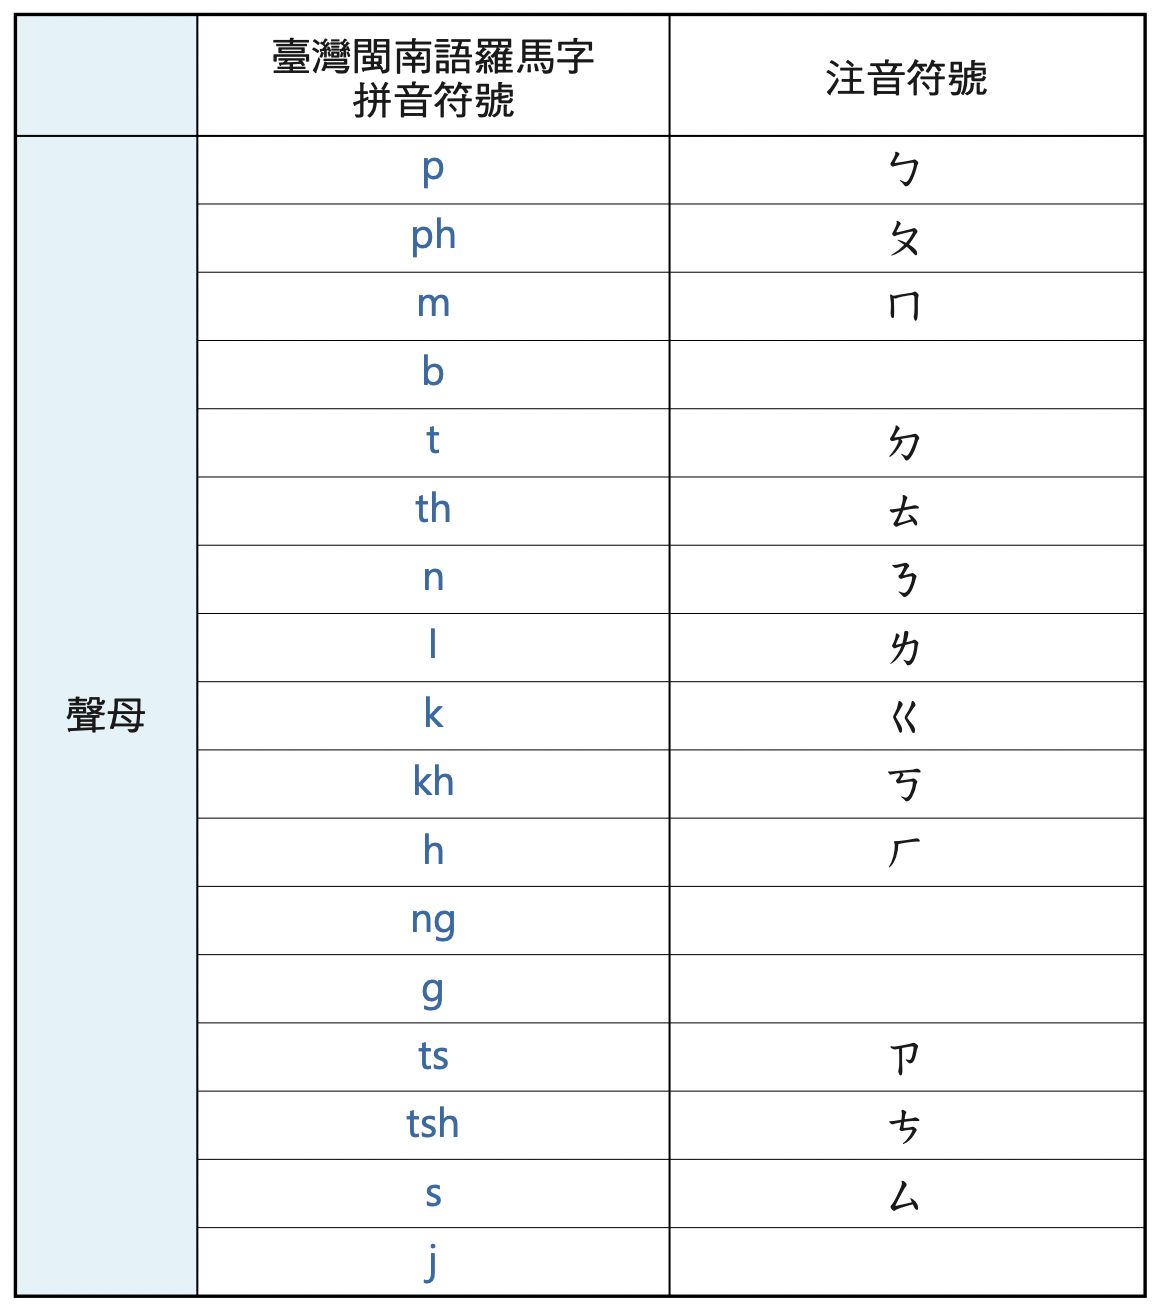 臺灣閩南語羅馬字
拼音符號
注音符號
聲母
p ㄅ
ph ㄆ
m ㄇ
b
t ㄉ
th ㄊ
n ㄋ
l ㄌ
k ㄍ
kh ㄎ
h ㄏ
ng
g
ts ㄗ
tsh ㄘ
s ㄙ
j